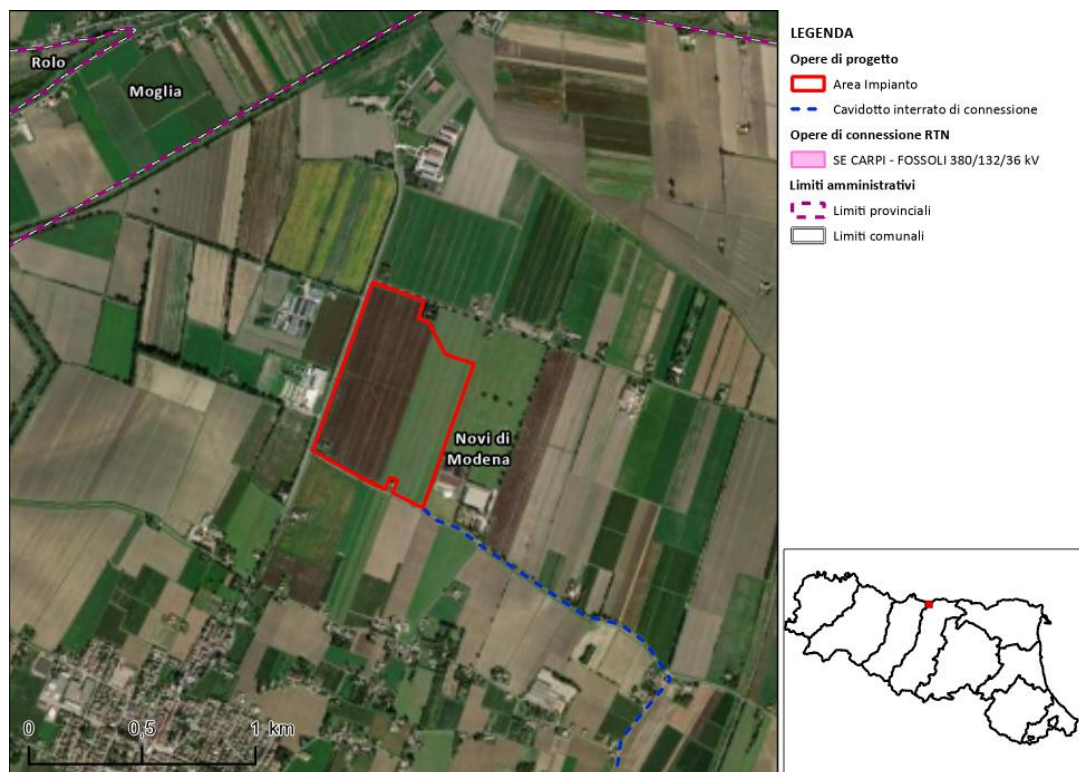 Rolo
Moglia
Novi di
Modena
0 0,5 1 km
LEGENDA
Opere di progetto
Area Impianto
Cavidotto interrato di connessione
Opere di connessione RTN
SE CARPI - FOSSOLI 380/132/36 kV
Limiti amministrativi
Limiti provinciali
Limiti comunali